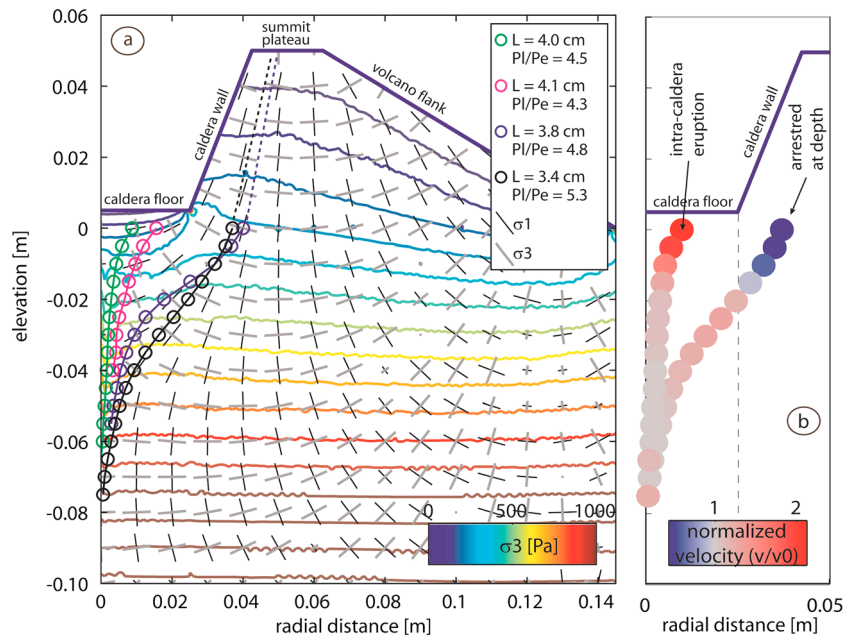 a
summit
plateau
volcano flank
caldera wall
caldera floor
L = 4.0 cm
Pl/Pe = 4.5
L = 4.1 cm
Pl/Pe = 4.3
L = 3.8 cm
Pl/Pe = 4.8
L = 3.4 cm
Pl/Pe = 5.3
σ1
σ3
0.06
0.04
0.02
0
-0.02
-0.04
-0.06
-0.08
-0.10
elevation [m]
0 500 1000
σ3 [Pa]
0 0.02 0.04 0.06 0.08 0.1 0.12 0.14
radial distance [m]
b
intra-caldera
eruption
caldera wall
arrestred
at depth
caldera floor
1 2
normalized
velocity (v/v0)
0 0.05
radial distance [m]